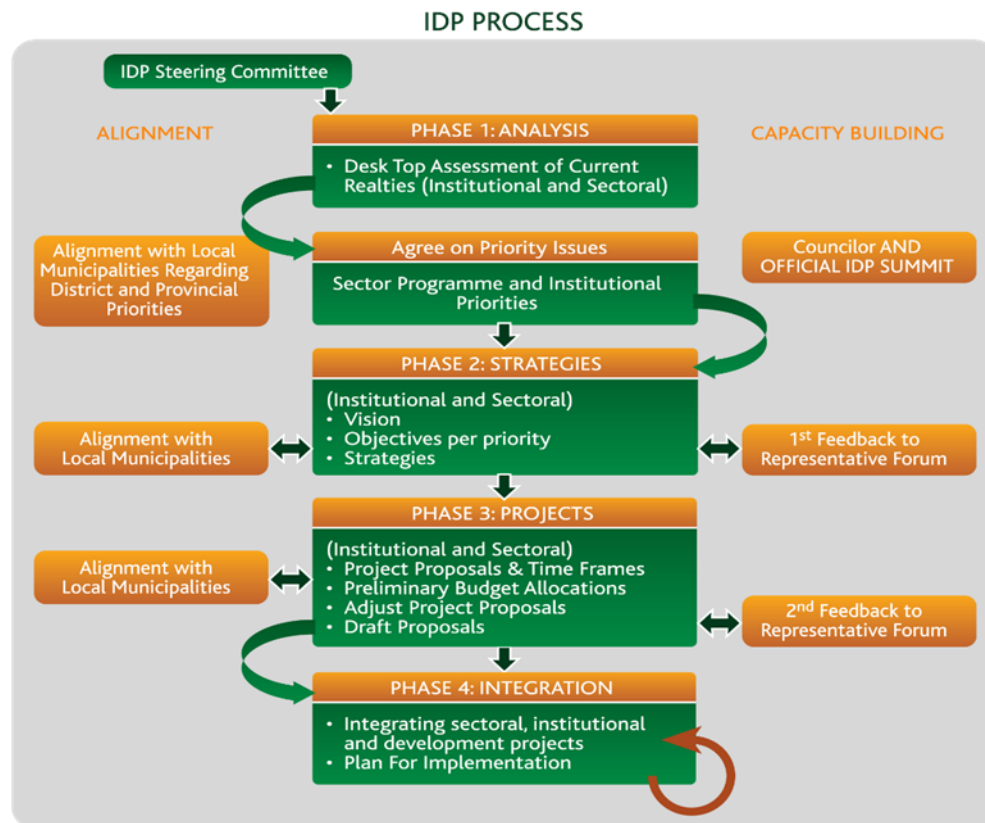 IDP PROCESS
IDP Steering Committee
ALIGNMENT
CAPACITY BUILDING
PHASE 1: ANALYSIS
• Desk Top Assessment of Current
Realties (Institutional and Sectoral)
Alignment with Local
Municipalities Regarding
District and Provincial
Priorities
Agree on Priority Issues
Sector Programme and Institutional
Priorities
Councilor AND
OFFICIAL IDP SUMMIT
PHASE 2: STRATEGIES
(Institutional and Sectoral)
• Vision
• Objectives per priority
• Strategies
Alignment with
Local Municipalities
1st Feedback to
Representative Forum
PHASE 3: PROJECTS
(Institutional and Sectoral)
• Project Proposals & Time Frames
• Preliminary Budget Allocations
• Adjust Project Proposals
• Draft Proposals
Alignment with
Local Municipalities
2nd Feedback to
Representative Forum
PHASE 4: INTEGRATION
• Integrating sectoral, institutional
and development projects
• Plan For Implementation